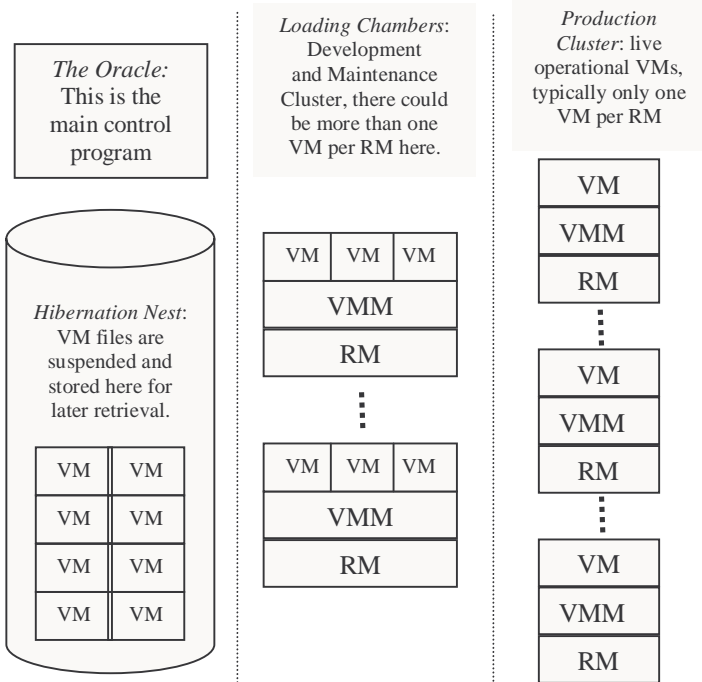 The Oracle:
This is the
main control
program
Hibernation Nest:
VM files are
suspended and
stored here for
later retrieval.
VM VM
VM VM
VM VM
VM VM
Loading Chambers:
Development
and Maintenance
Cluster, there could
be more than one
VM per RM here.
VM VM VM
VMM
RM
VM VM VM
VMM
RM
Production
Cluster: live
operational VMs,
typically only one
VM per RM
VM
VMM
RM
VM
VMM
RM
VM
VMM
RM